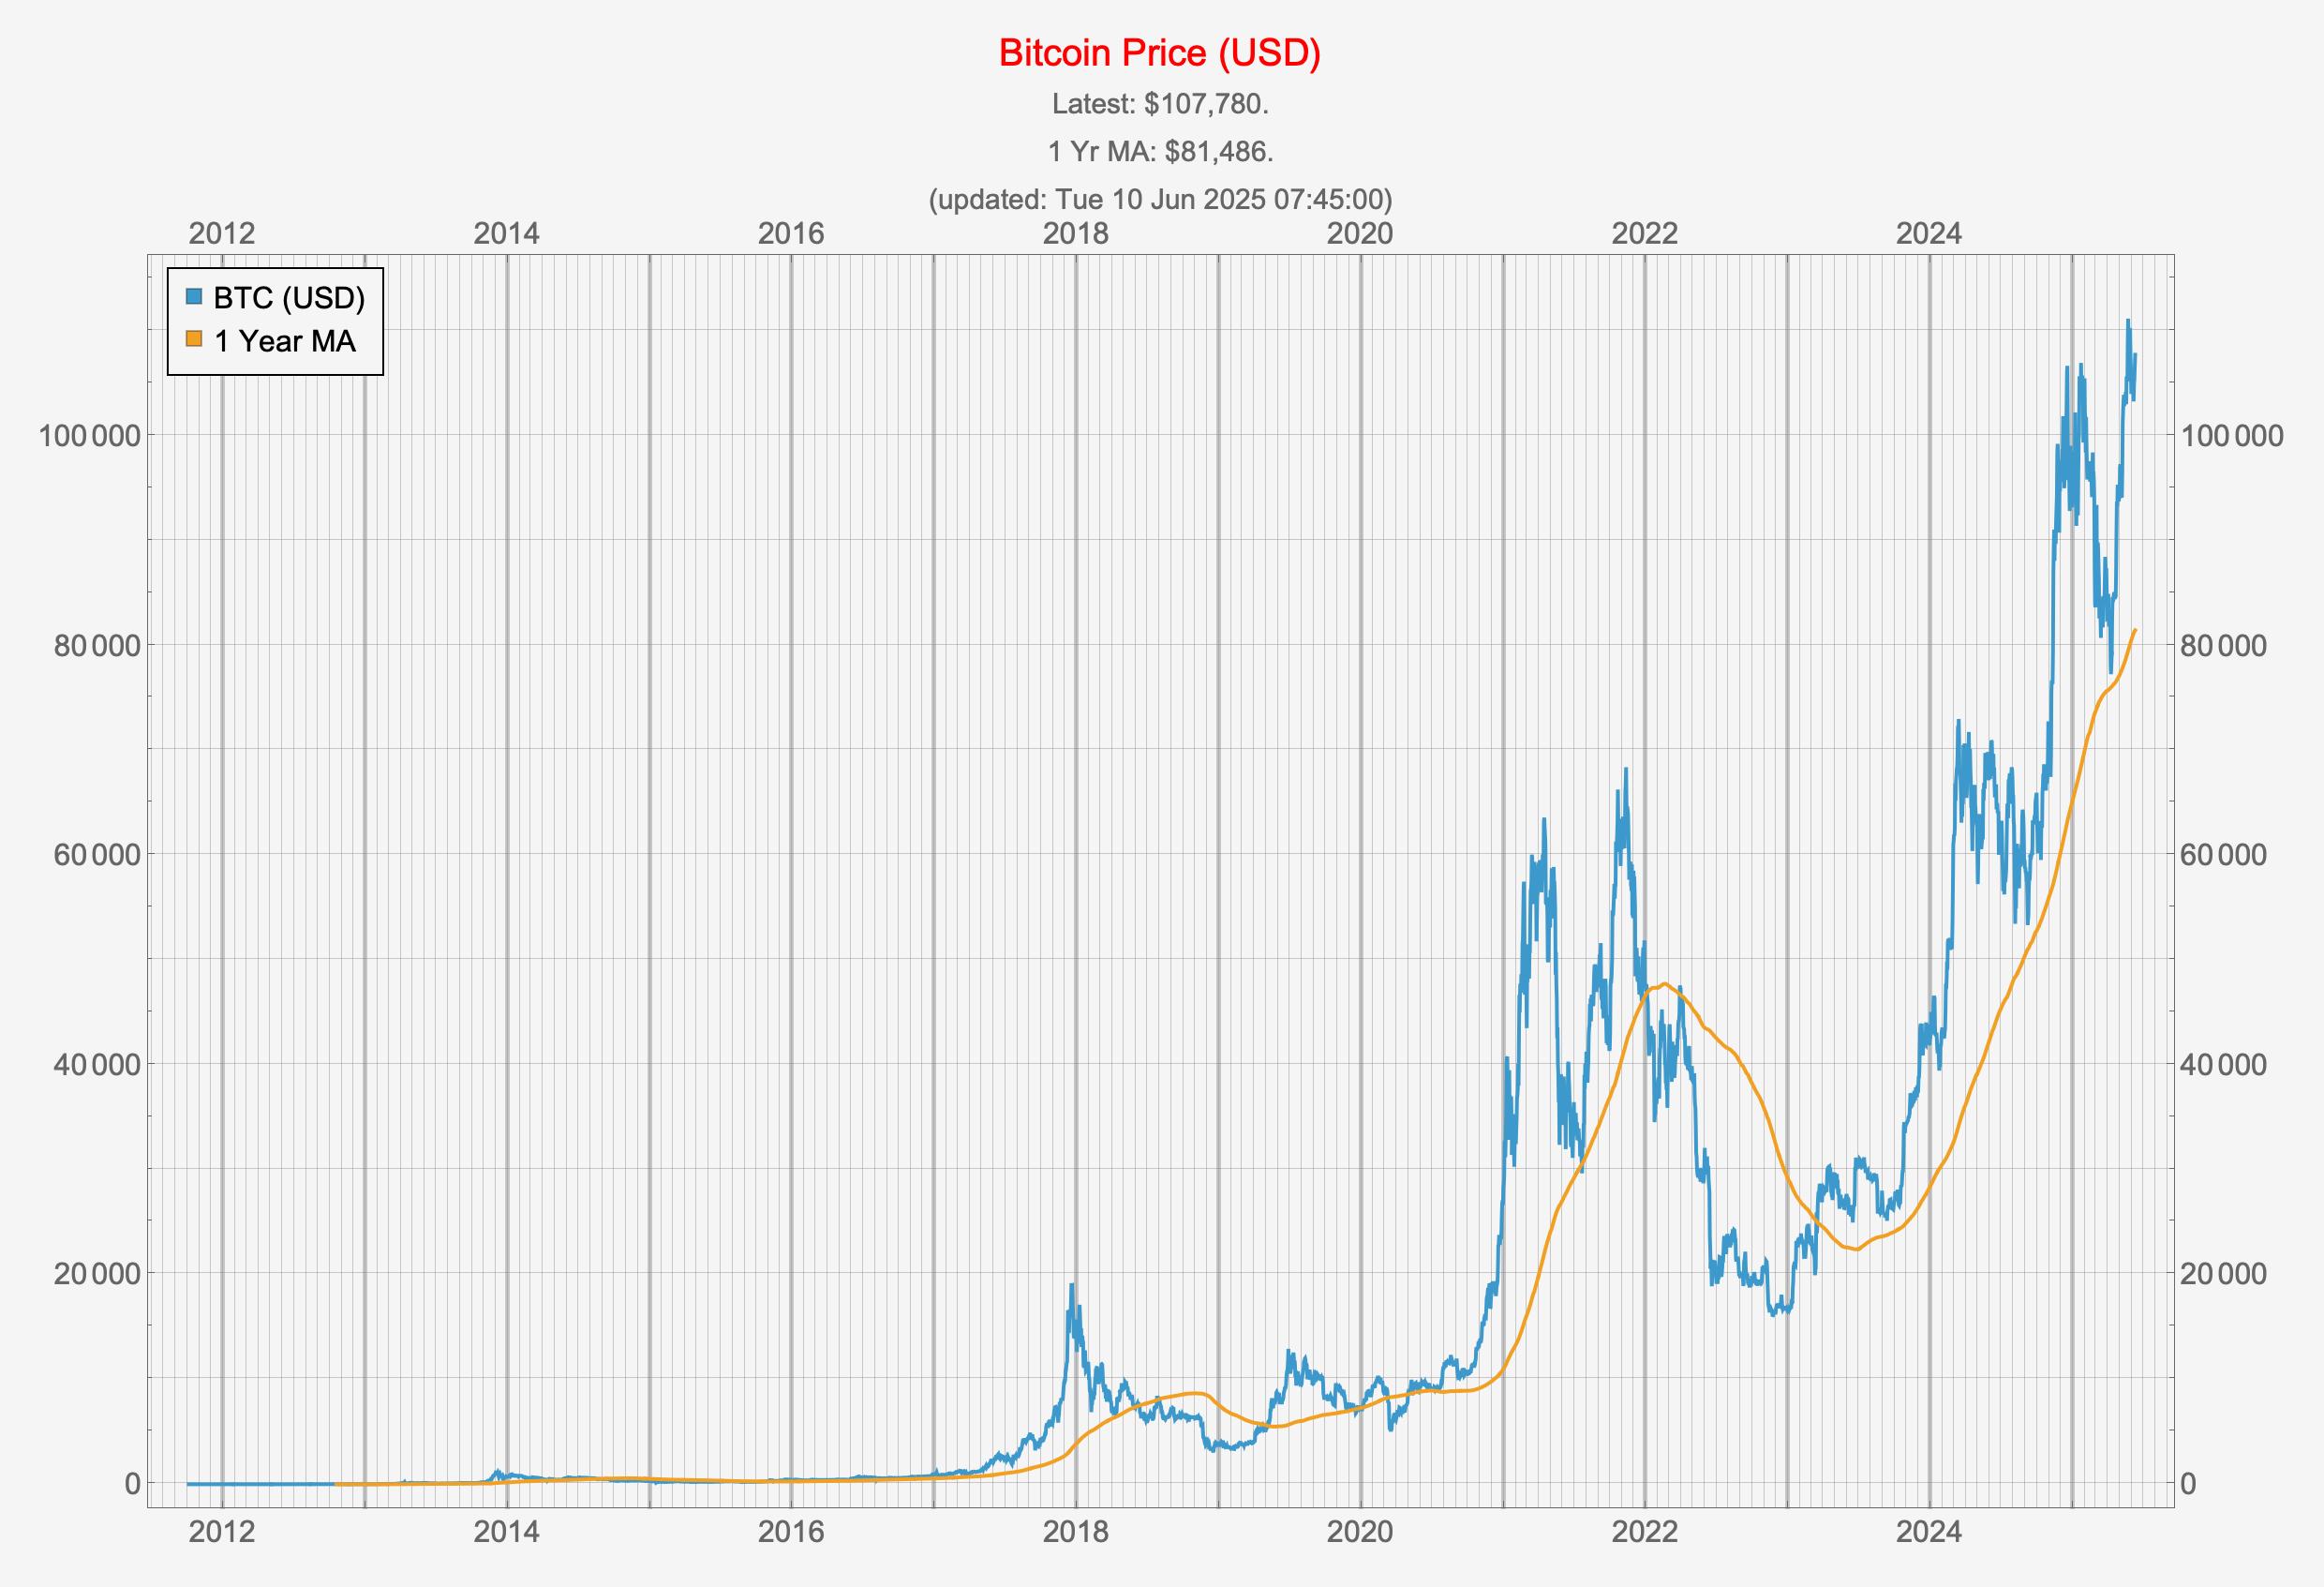 Bitcoin Price (USD)
Latest: $107,780.
1 Yr MA: $81,486.
(updated: Tue 10 Jun 2025 07:45:00)
2012 2014 2016 2018 2020 2022 2024
BTC (USD)
1 Year MA
100 000 100 000
80 000 80 000
60 000 60 000
40 000 40 000
20 000 20 000
0 0
2012 2014 2016 2018 2020 2022 2024